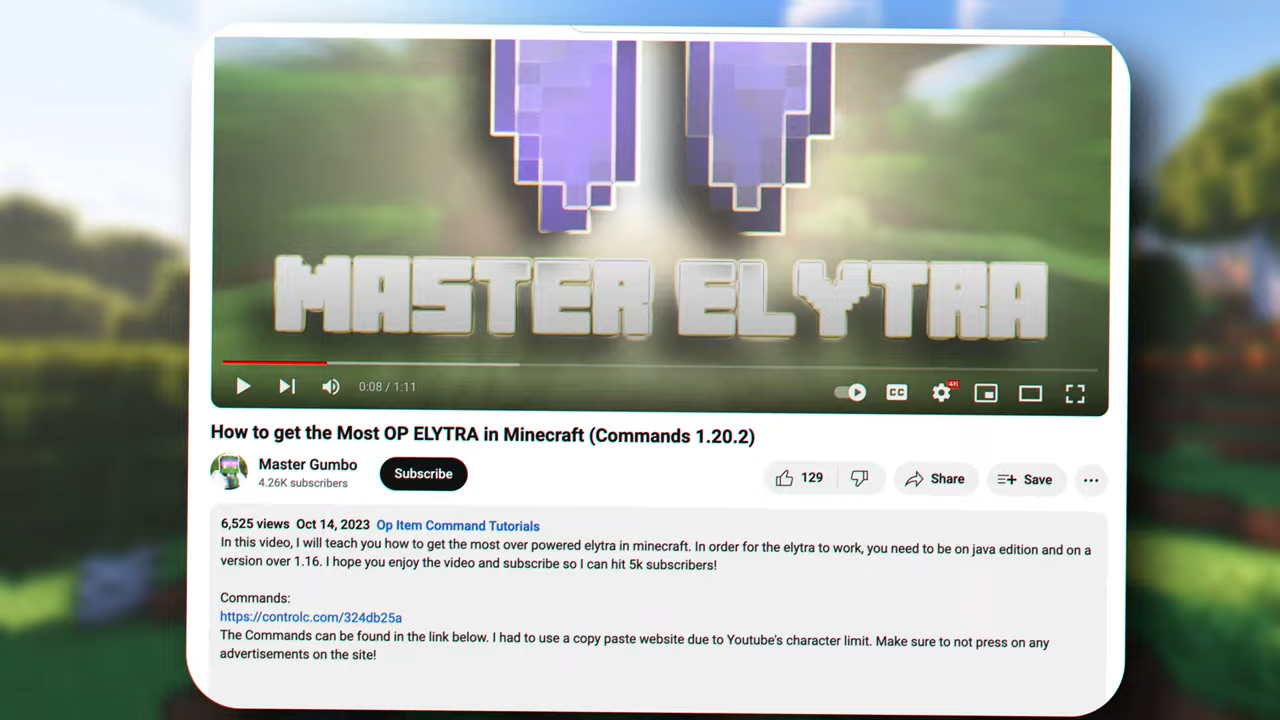 MASTER ELYTRA
0:08 / 1:11
CC
4K
How to get the Most OP ELYTRA in Minecraft (Commands 1.20.2)
Master Gumbo
4.26K subscribers
Subscribe
129
Share
Save
6,525 views Oct 14, 2023 Op Item Command Tutorials
In this video, I will teach you how to get the most over powered elytra in minecraft. In order for the elytra to work, you need to be on java edition and on a
version over 1.16. I hope you enjoy the video and subscribe so I can hit 5k subscribers!
Commands:
https://controlc.com/324db25a
The Commands can be found in the link below. I had to use a copy paste website due to Youtube's character limit. Make sure to not press on any
advertisements on the site!